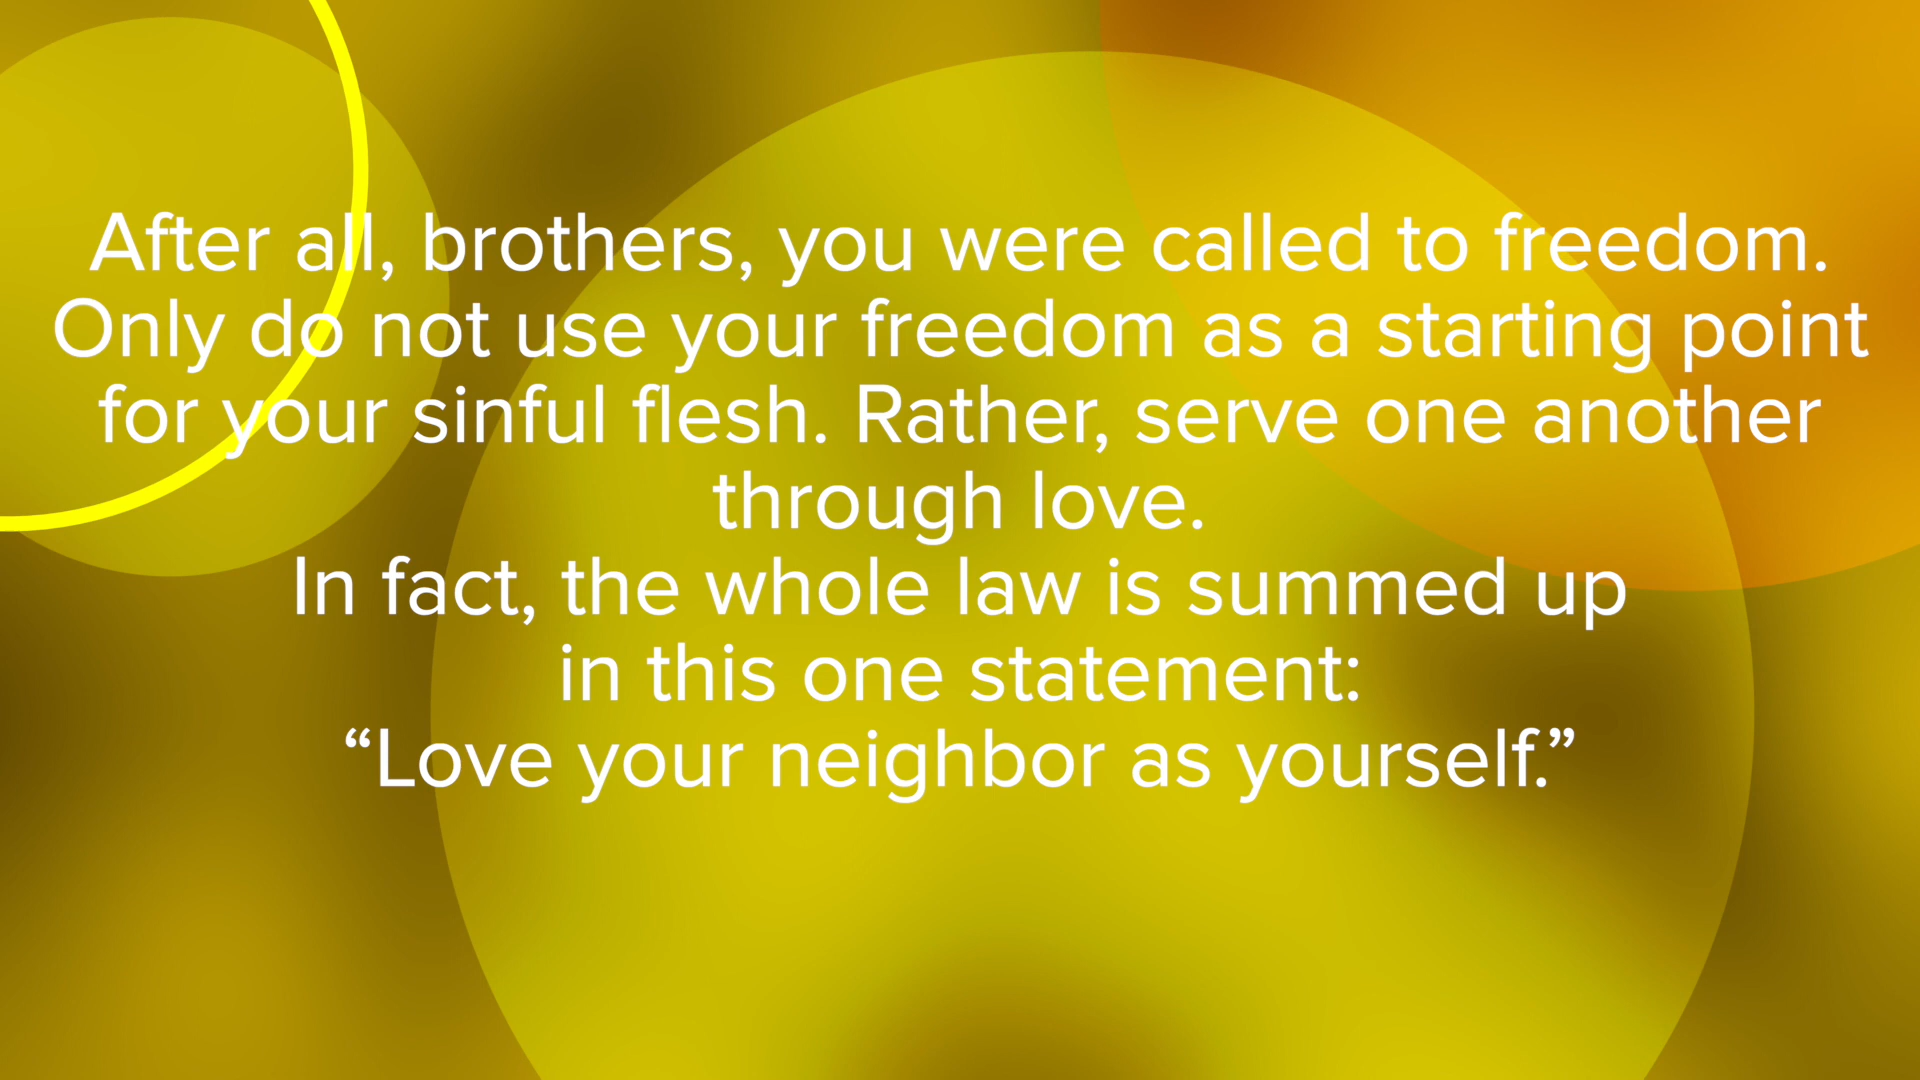 After all, brothers, you were called to freedom.
Only do not use your freedom as a starting point
for your sinful flesh. Rather, serve one another
through love.
In fact, the whole law is summed up
in this one statement:
“Love your neighbor as yourself.”